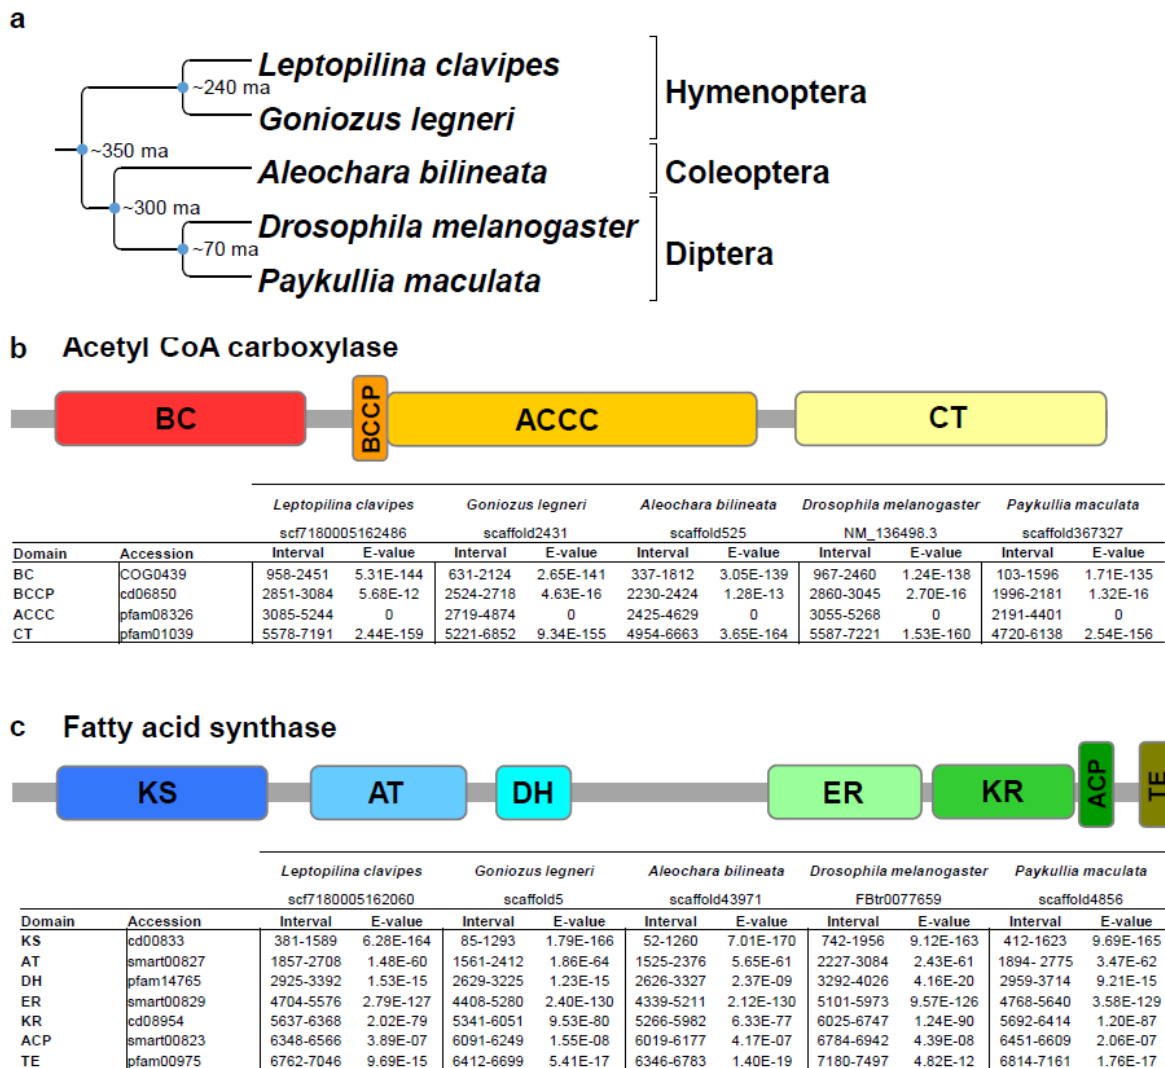 a
Leptopilina clavipes
~240 ma
Hymenoptera
Goniozus legneri
~350 ma
Aleochara bilineata
Coleoptera
~300 ma
Drosophila melanogaster
~70 ma
Diptera
Paykullia maculata
b Acetyl CoA carboxylase
BC BCCP ACCC CT
Leptopilina clavipes Goniozus legneri Aleochara bilineata Drosophila melanogaster Paykullia maculata
scf7180005162486 scaffold2431 scaffold525 NM_136498.3 scaffold367327
Domain Accession Interval E-value Interval E-value Interval E-value Interval E-value Interval E-value
BC COG0439 958-2451 5.31E-144 631-2124 2.65E-141 337-1812 3.05E-139 967-2460 1.24E-138 103-1596 1.71E-135
BCCP cd06850 2851-3084 5.68E-12 2524-2718 4.63E-16 2230-2424 1.28E-13 2860-3045 2.70E-16 1996-2181 1.32E-16
ACCC pfam08326 3085-5244 0 2719-4874 0 2425-4629 0 3055-5268 0 2191-4401 0
CT pfam01039 5578-7191 2.44E-159 5221-6852 9.34E-155 4954-6663 3.65E-164 5587-7221 1.53E-160 4720-6138 2.54E-156
c Fatty acid synthase
KS AT DH ER KR ACP TE
Leptopilina clavipes Goniozus legneri Aleochara bilineata Drosophila melanogaster Paykullia maculata
scf7180005162060 scaffold5 scaffold43971 FBtr0077659 scaffold4856
Domain Accession Interval E-value Interval E-value Interval E-value Interval E-value Interval E-value
KS cd00833 381-1589 6.28E-164 85-1293 1.79E-166 52-1260 7.01E-170 742-1956 9.12E-163 412-1623 9.69E-165
AT smart00827 1857-2708 1.48E-60 1561-2412 1.86E-64 1525-2376 5.65E-61 2227-3084 2.43E-61 1894- 2775 3.47E-62
DH pfam14765 2925-3392 1.53E-15 2629-3225 1.23E-15 2626-3327 2.37E-09 3292-4026 4.16E-20 2959-3714 9.21E-15
ER smart00829 4704-5576 2.79E-127 4408-5280 2.40E-130 4339-5211 2.12E-130 5101-5973 9.57E-126 4768-5640 3.58E-129
KR cd08954 5637-6368 2.02E-79 5341-6051 9.53E-80 5266-5982 6.33E-77 6025-6747 1.24E-90 5692-6414 1.20E-87
ACP smart00823 6348-6566 3.89E-07 6091-6249 1.55E-08 6019-6177 4.17E-07 6784-6942 4.39E-08 6451-6609 2.06E-07
TE pfam00975 6762-7046 9.69E-15 6412-6699 5.41E-17 6346-6783 1.40E-19 7180-7497 4.82E-12 6814-7161 1.76E-17